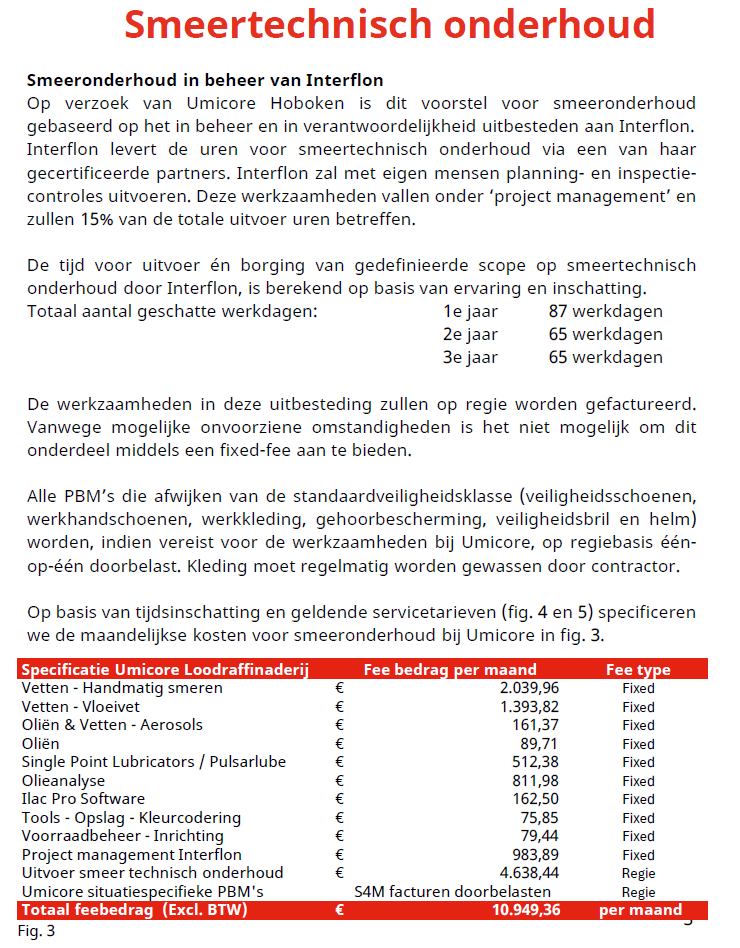 Smeertechnisch onderhoud
Smeeronderhoud in beheer van Interflon
Op verzoek van Umicore Hoboken is dit voorstel voor smeeronderhoud
gebaseerd op het in beheer en in verantwoordelijkheid uitbesteden aan Interflon.
Interflon levert de uren voor smeertechnisch onderhoud via een van haar
gecertificeerde partners. Interflon zal met eigen mensen planning- en inspectie-
controles uitvoeren. Deze werkzaamheden vallen onder ‘project management’ en
zullen 15% van de totale uitvoer uren betreffen.
De tijd voor uitvoer én borging van gedefinieerde scope op smeertechnisch
onderhoud door Interflon, is berekend op basis van ervaring en inschatting.
Totaal aantal geschatte werkdagen: 1e jaar 87 werkdagen
2e jaar 65 werkdagen
3e jaar 65 werkdagen
De werkzaamheden in deze uitbesteding zullen op regie worden gefactureerd.
Vanwege mogelijke onvoorziene omstandigheden is het niet mogelijk om dit
onderdeel middels een fixed-fee aan te bieden.
Alle PBM’s die afwijken van de standaardveiligheidsklasse (veiligheidsschoenen,
werkhandschoenen, werkkleding, gehoorbescherming, veiligheidsbril en helm)
worden, indien vereist voor de werkzaamheden bij Umicore, op regiebasis één-
op-één doorbelast. Kleding moet regelmatig worden gewassen door contractor.
Op basis van tijdsinschatting en geldende servicetarieven (fig. 4 en 5) specificeren
we de maandelijkse kosten voor smeeronderhoud bij Umicore in fig. 3.
Specificatie Umicore Loodraffinaderij Fee bedrag per maand Fee type
Vetten - Handmatig smeren € 2.039,96 Fixed
Vetten - Vloeivet € 1.393,82 Fixed
Oliën & Vetten - Aerosols € 161,37 Fixed
Oliën € 89,71 Fixed
Single Point Lubricators / Pulsarlube € 512,38 Fixed
Olieanalyse € 811,98 Fixed
Ilac Pro Software € 162,50 Fixed
Tools - Opslag - Kleurcodering € 75,85 Fixed
Voorraadbeheer - Inrichting € 79,44 Fixed
Project management Interflon € 983,89 Fixed
Uitvoer smeer technisch onderhoud € 4.638,44 Regie
Umicore situatiespecifieke PBM's S4M facturen doorbelasten Regie
Totaal feebedrag (Excl. BTW) € 10.949,36 per maand
Fig. 3